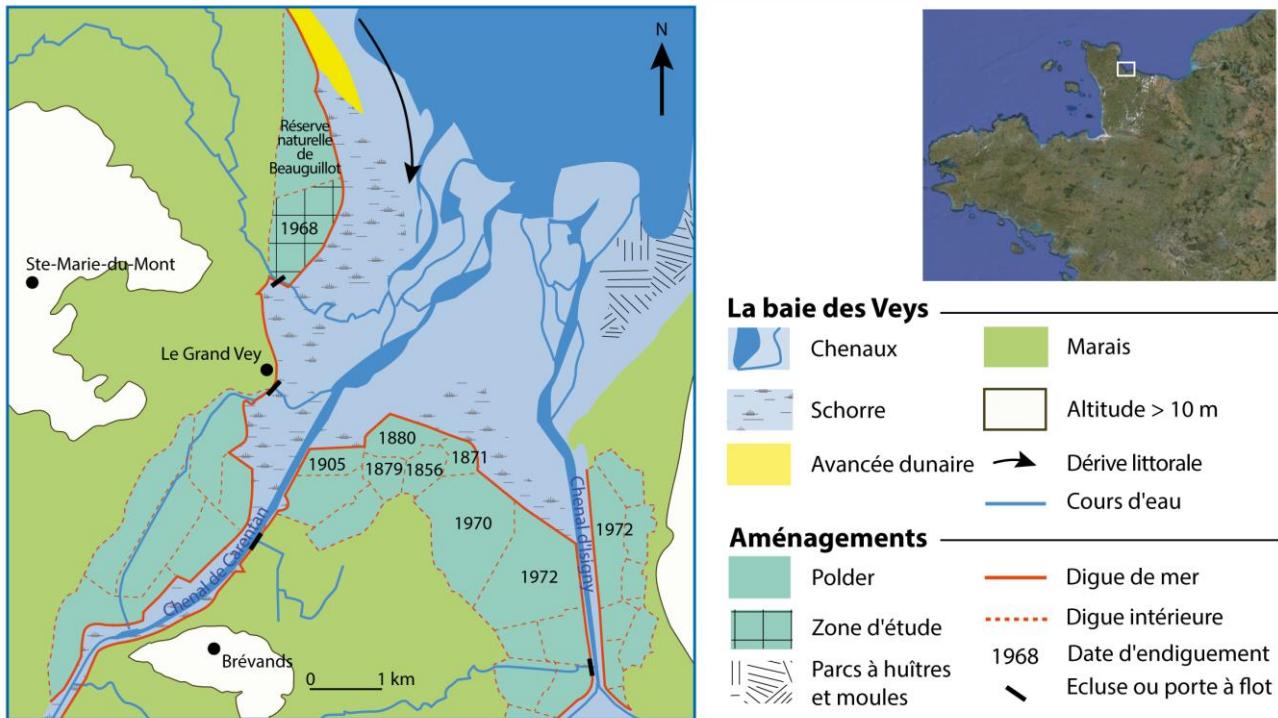 N
Réserve
naturelle
de
Beauguillot
1968
Ste-Marie-du-Mont
Le Grand Vey
1880
1905
1879
1856
1871
1970
1972
1972
Chenal de Carentan
Chenal d'Isigny
Brévands
0 1 km
La baie des Veys
Chenaux
Marais
Schorre
Altitude > 10 m
Avancée dunaire
Dérive littorale
Cours d'eau
Aménagements
Polder
Digue de mer
Zone d'étude
Digue intérieure
Parcs à huîtres
et moules
1968
Date d'endiguement
Ecluse ou porte à flot